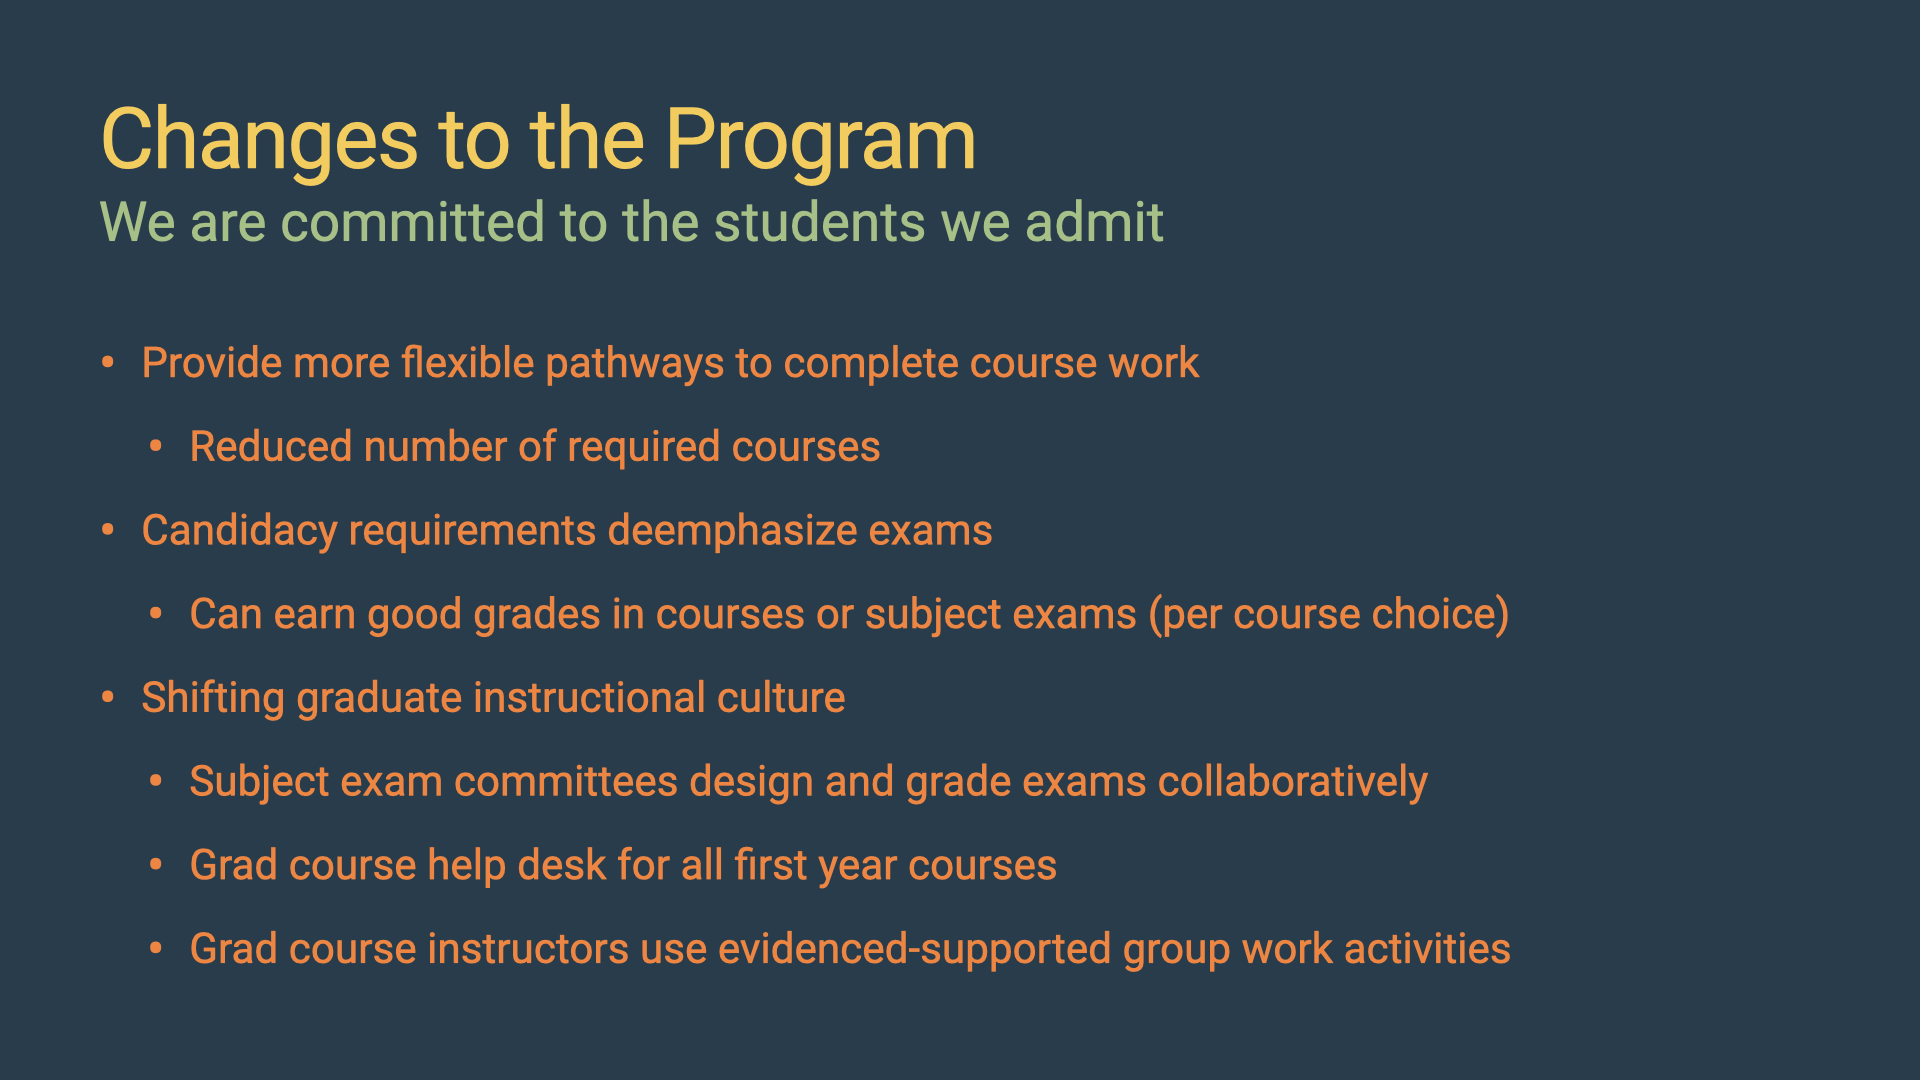 Changes to the Program
We are committed to the students we admit
• Provide more flexible pathways to complete course work
• Reduced number of required courses
• Candidacy requirements deemphasize exams
• Can earn good grades in courses or subject exams (per course choice)
• Shifting graduate instructional culture
• Subject exam committees design and grade exams collaboratively
• Grad course help desk for all first year courses
• Grad course instructors use evidenced-supported group work activities